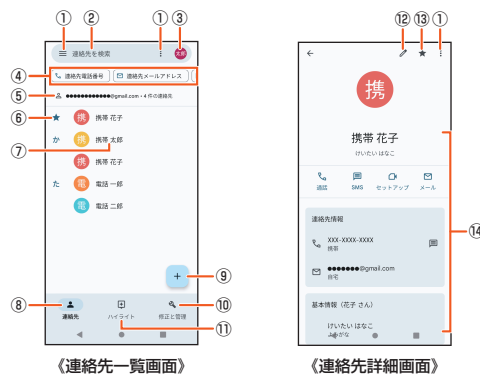 ① ② ① ③
連絡先を検索 太郎
④ 連絡先電話番号 連絡先メールアドレス
⑤ ●●●●●●●●●●●●@gmail.com・4 件の連絡先
⑥ ★ 携 携帯 花子
⑦ か 携 携帯 太郎
携 携帯 花子
た 電 電話 一郎
電 電話 二郎
+ ⑨
⑧ 連絡先 ハイライト 修正と管理 ⑩
⑪
《連絡先一覧画面》
⑫ ⑬ ①
携
携帯 花子
けいたい はなこ
通話 SMS セットアップ メール
連絡先情報
⑭
XXX-XXXX-XXXX
携帯
●●●●●●●@gmail.com
自宅
基本情報（花子 さん）
けいたい はなこ
ふりがな
《連絡先詳細画面》